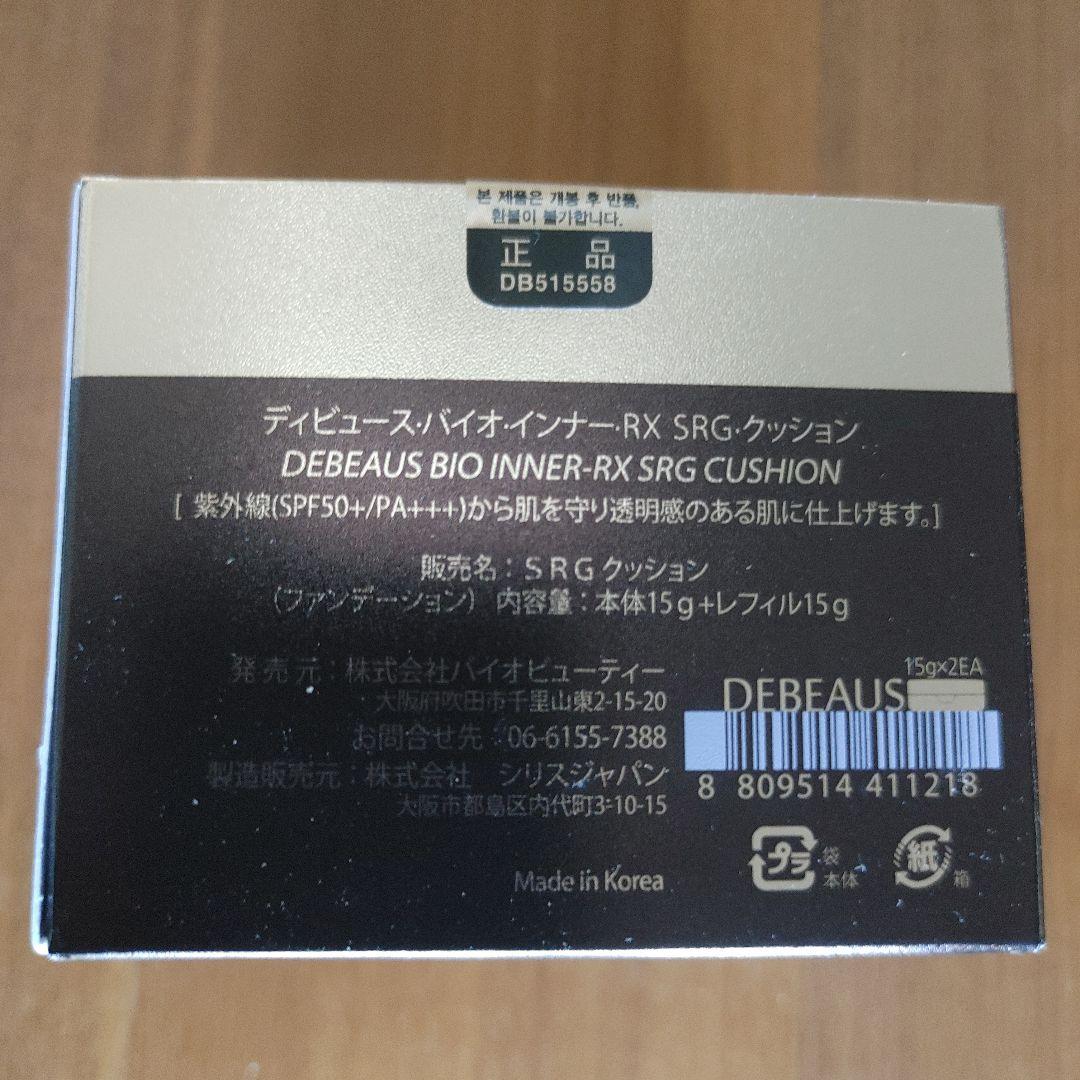 본 제품은 개봉 후 반품,
환불이 불가합니다.
正 品
DB515558
ディビュース・バイオ・インナー・RX SRG・クッション
DEBEAUS BIO INNER-RX SRG CUSHION
[ 紫外線(SPF50+/PA+++)から肌を守り透明感のある肌に仕上げます。]
販売名：ＳＲＧクッション
（ファンデーション） 内容量：本体15g+レフィル15g
発売元：株式会社バイオビューティー
大阪府吹田市千里山東2-15-20
お問合せ先：06-6155-7388
製造販売元：株式会社　シリスジャパン
大阪市都島区内代町3-10-15
Made in Korea
15g×2EA
DEBEAUS
8 809514 411218
プラ 袋 本体
紙 箱